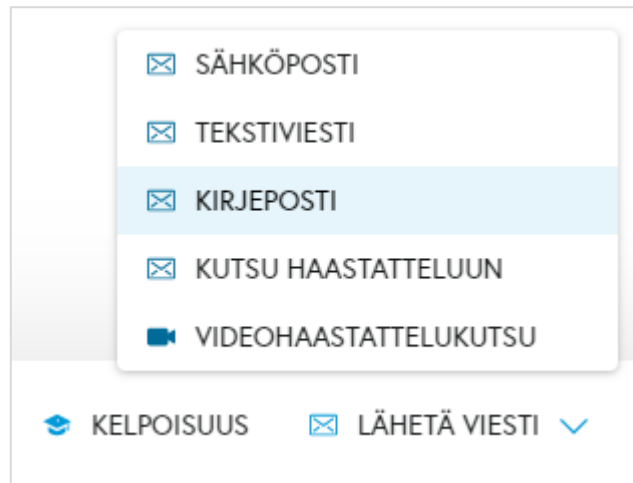 SÄHKÖPOSTI
TEKSTIVIESTI
KIRJEPOSTI
KUTSU HAASTATTELUUN
VIDEOHAASTATTELUKUTSU
KELPOISUUS LÄHETÄ VIESTI